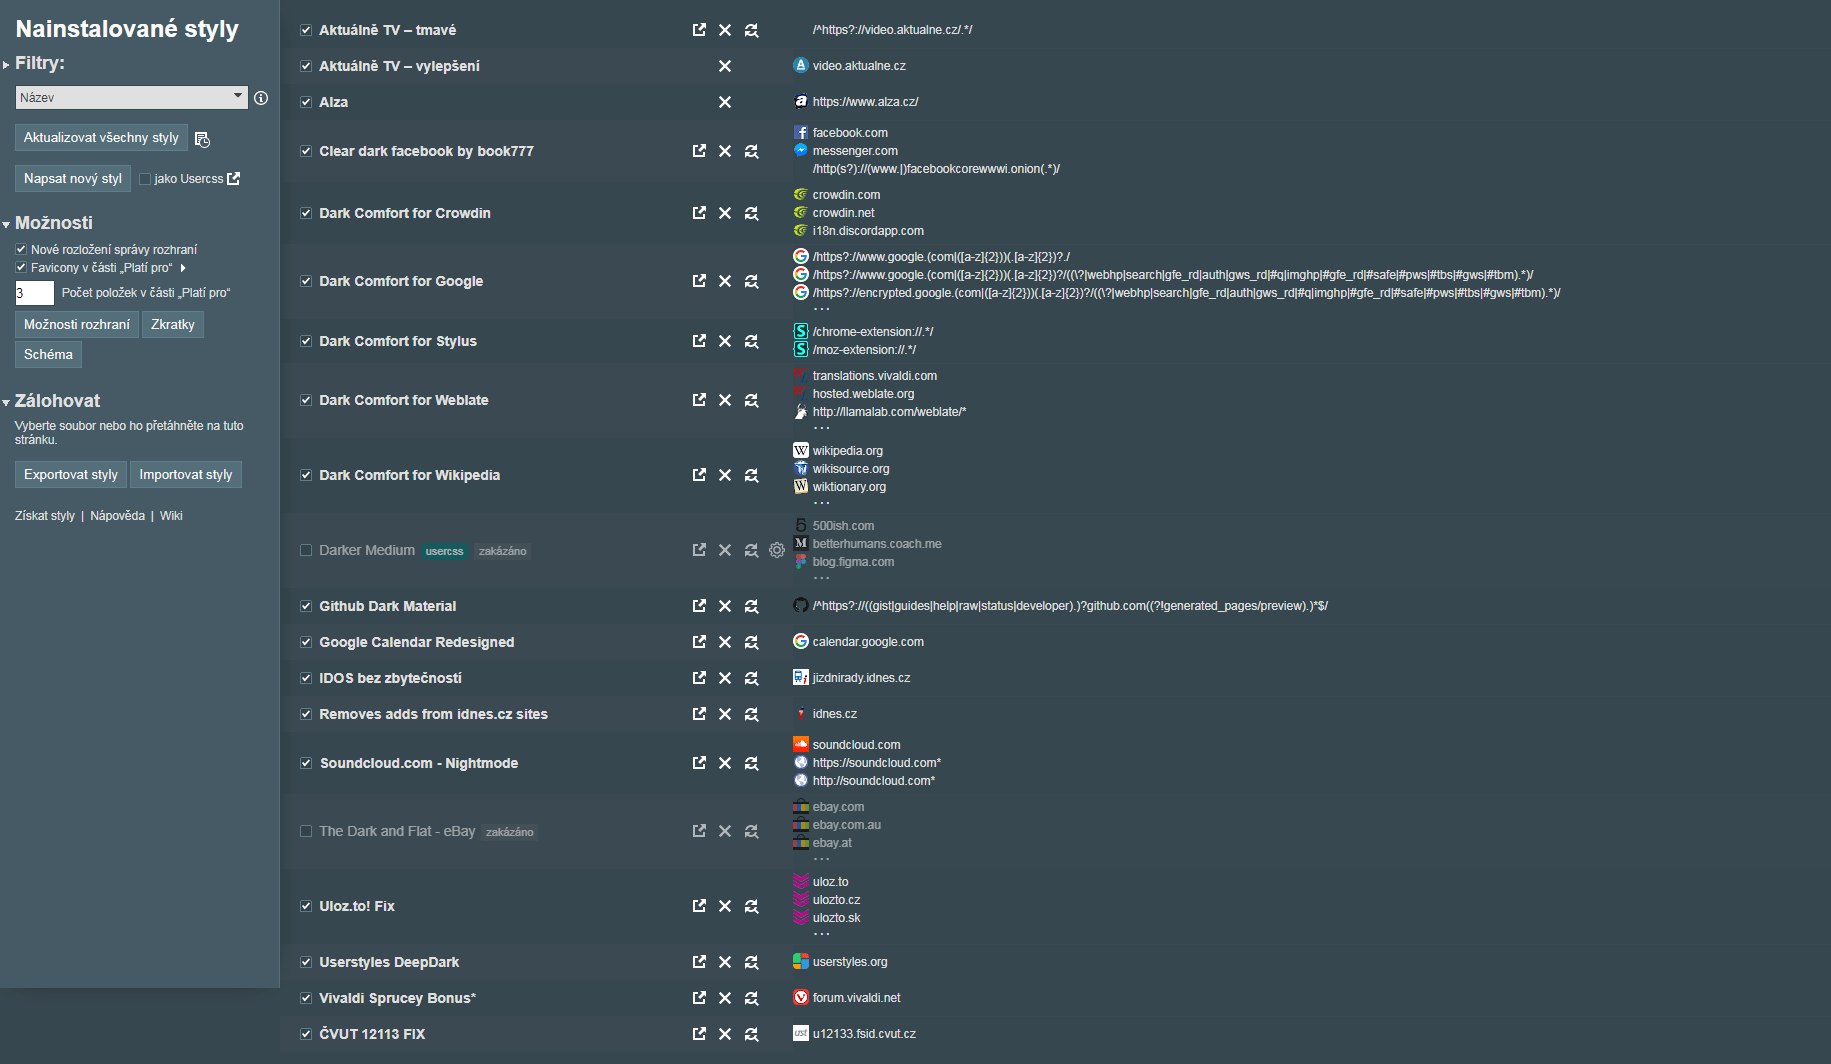 Nainstalované styly
Filtry:
Název
Aktualizovat všechny styly
Napsat nový styl
jako Usercss
Možnosti
Nové rozložení správy rozhraní
Favicony v části „Platí pro“
3 Počet položek v části „Platí pro“
Možnosti rozhraní Zkratky
Schéma
Zálohovat
Vyberte soubor nebo ho přetáhněte na tuto
stránku.
Exportovat styly Importovat styly
Získat styly | Nápověda | Wiki
Aktuálně TV – tmavé
/^https?://video.aktualne.cz/.*/
Aktuálně TV – vylepšení
video.aktualne.cz
Alza
https://www.alza.cz/
Clear dark facebook by book777
facebook.com
messenger.com
/http(s?)://(www.|)facebookcorewwwi.onion(.*)/
Dark Comfort for Crowdin
crowdin.com
crowdin.net
i18n.discordapp.com
Dark Comfort for Google
/https?://www.google.(com|([a-z]{2}))(.[a-z]{2})?./
/https?://www.google.(com|([a-z]{2}))(.[a-z]{2})?/((\?|webhp|search|gfe_rd|auth|gws_rd|#q|imghp|#gfe_rd|#safe|#pws|#tbs|#gws|#tbm).*)/
/https?://encrypted.google.(com|([a-z]{2}))(.[a-z]{2})?/((\?|webhp|search|gfe_rd|auth|gws_rd|#q|imghp|#gfe_rd|#safe|#pws|#tbs|#gws|#tbm).*)/
...
Dark Comfort for Stylus
/chrome-extension://.*/
/moz-extension://.*/
Dark Comfort for Weblate
translations.vivaldi.com
hosted.weblate.org
http://llamalab.com/weblate/*
...
Dark Comfort for Wikipedia
wikipedia.org
wikisource.org
wiktionary.org
...
Darker Medium usercss zakázáno
500ish.com
betterhumans.coach.me
blog.figma.com
...
Github Dark Material
/^https?://((gist|guides|help|raw|status|developer).)?github.com((?!generated_pages/preview).)*$/
Google Calendar Redesigned
calendar.google.com
IDOS bez zbytečností
jizdnirady.idnes.cz
Removes adds from idnes.cz sites
idnes.cz
Soundcloud.com - Nightmode
soundcloud.com
https://soundcloud.com*
http://soundcloud.com*
The Dark and Flat - eBay zakázáno
ebay.com
ebay.com.au
ebay.at
...
Uloz.to! Fix
uloz.to
ulozto.cz
ulozto.sk
...
Userstyles DeepDark
userstyles.org
Vivaldi Sprucey Bonus*
forum.vivaldi.net
ČVUT 12113 FIX
u12133.fsid.cvut.cz